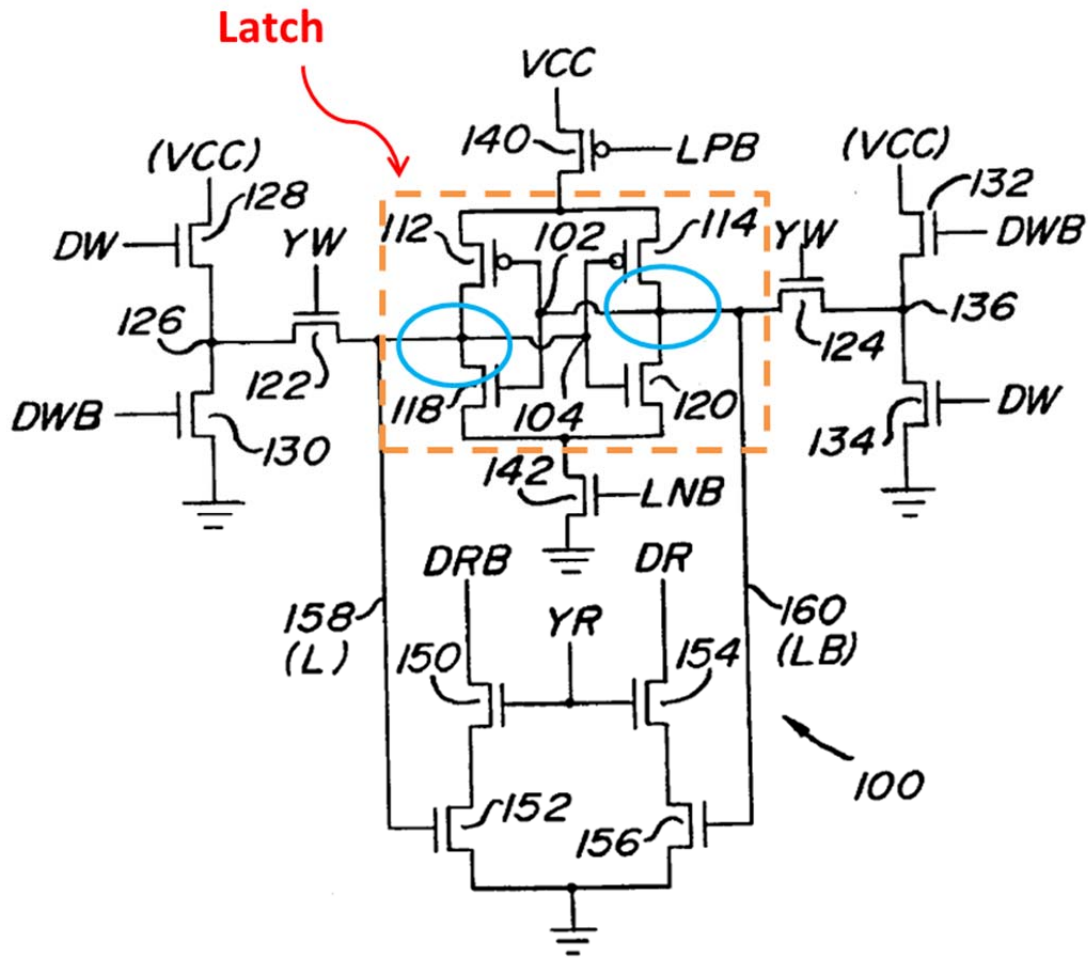 Latch
VCC
140
LPB
(VCC)
128
(VCC)
132
DW
YW
112
102
114
YW
DWB
126
122
124
136
118
104
120
DWB
130
134
DW
142
LNB
DRB
DR
158
(L)
YR
160
(LB)
150
154
100
152
156